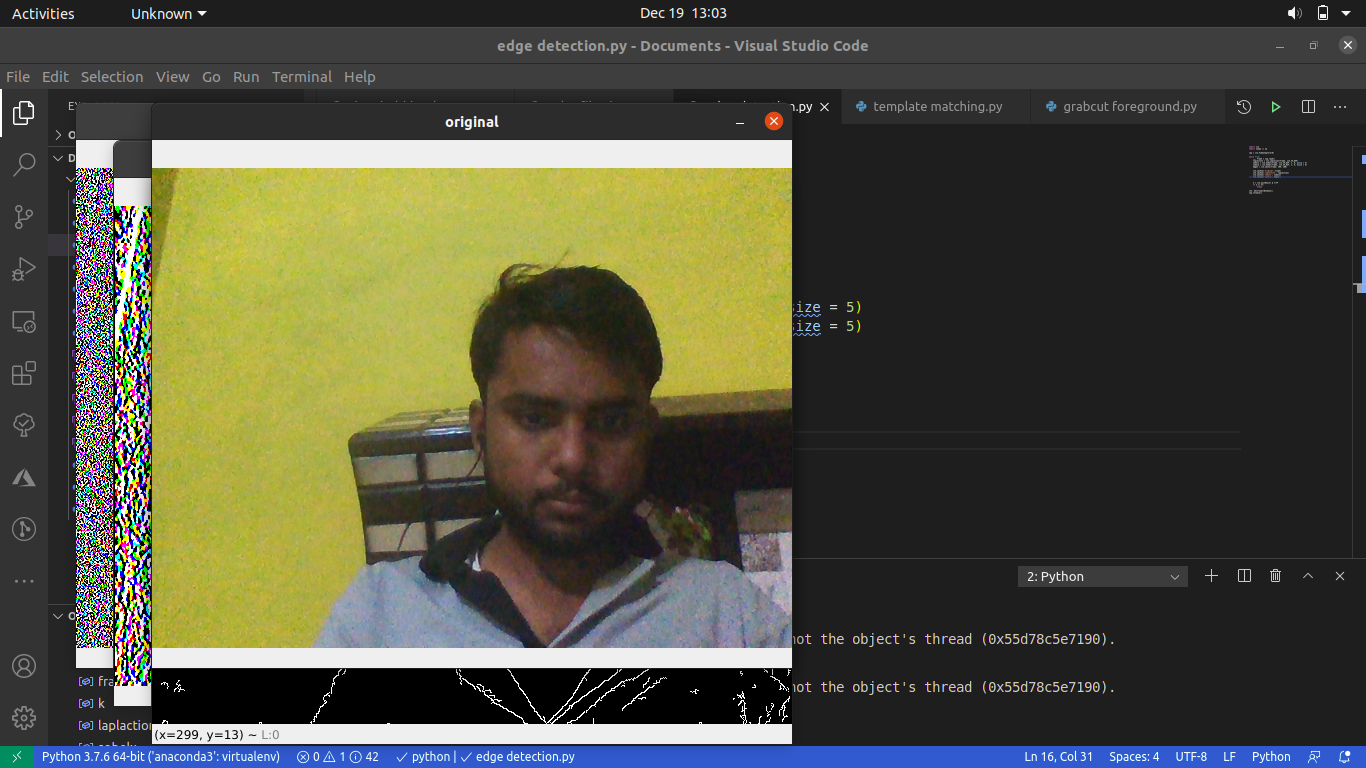 Activities
Unknown
Dec 19 13:03
edge detection.py - Documents - Visual Studio Code
File Edit Selection View Go Run Terminal Help
original
.py
template matching.py
grabcut foreground.py
size = 5)
size = 5)
2: Python
not the object's thread (0x55d78c5e7190).
not the object's thread (0x55d78c5e7190).
fra
k
laplaction
(x=299, y=13) ~ L:0
Python 3.7.6 64-bit ('anaconda3': virtualenv) 0 1 42 python | edge detection.py Ln 16, Col 31 Spaces: 4 UTF-8 LF Python